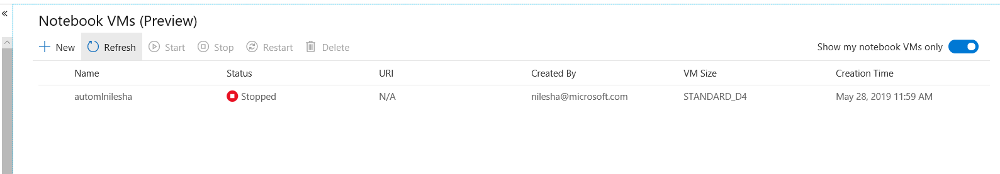 «
Notebook VMs (Preview)
New Refresh Start Stop Restart Delete Show my notebook VMs only
Name Status URI Created By VM Size Creation Time
automlnilesha Stopped N/A nilesha@microsoft.com STANDARD_D4 May 28, 2019 11:59 AM